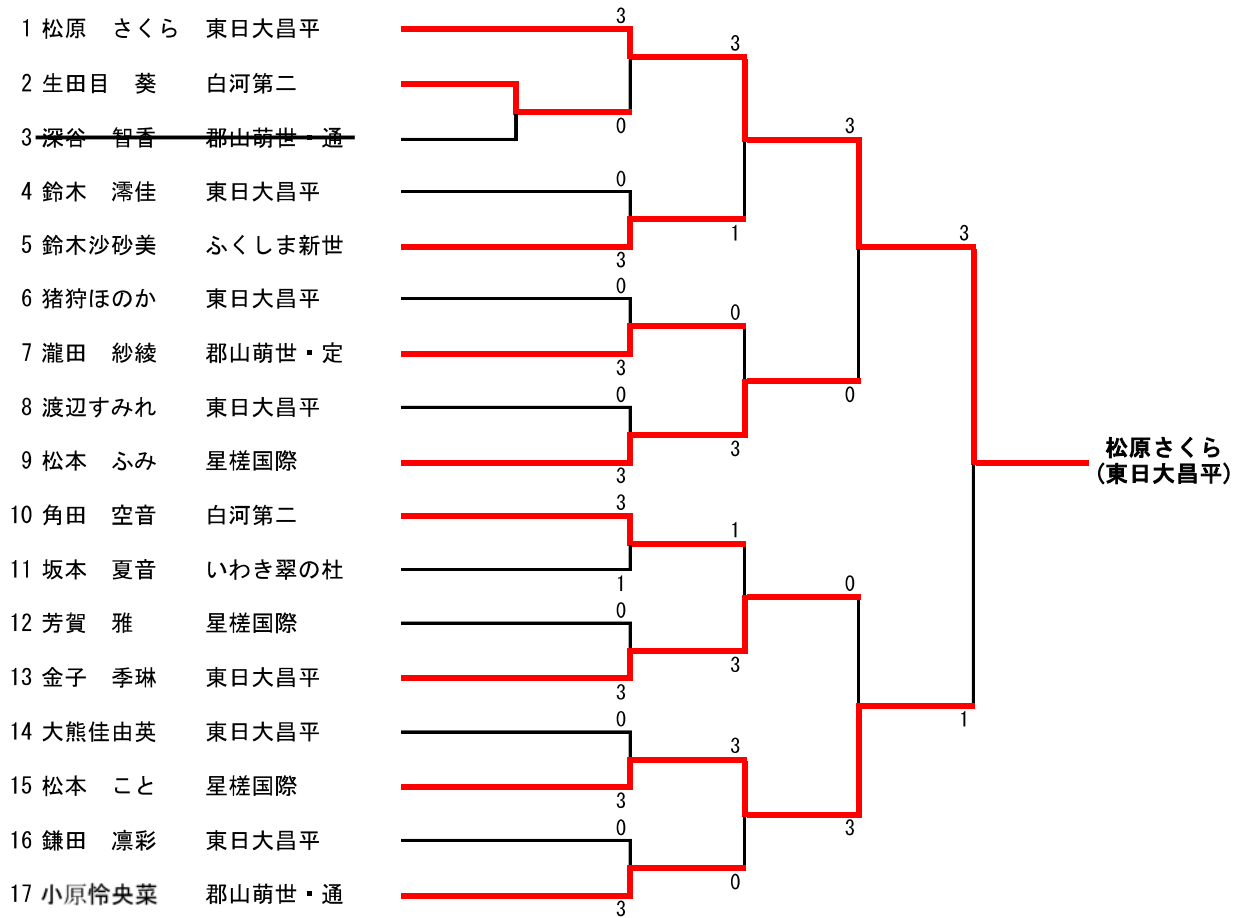 1 松原 さくら 東日大昌平
2 生田目 葵 白河第二
3 深谷 智香 郡山萌世・通
4 鈴木 澪佳 東日大昌平
5 鈴木沙砂美 ふくしま新世
6 猪狩ほのか 東日大昌平
7 瀧田 紗綾 郡山萌世・定
8 渡辺すみれ 東日大昌平
9 松本 ふみ 星槎国際
10 角田 空音 白河第二
11 坂本 夏音 いわき翠の杜
12 芳賀 雅 星槎国際
13 金子 季琳 東日大昌平
14 大熊佳由英 東日大昌平
15 松本 こと 星槎国際
16 鎌田 凛彩 東日大昌平
17 小原怜央菜 郡山萌世・通
3
0
0
3
0
3
0
3
3
1
0
3
0
3
0
3
3
1
0
3
1
3
3
0
3
0
0
3
3
1
松原さくら
(東日大昌平)